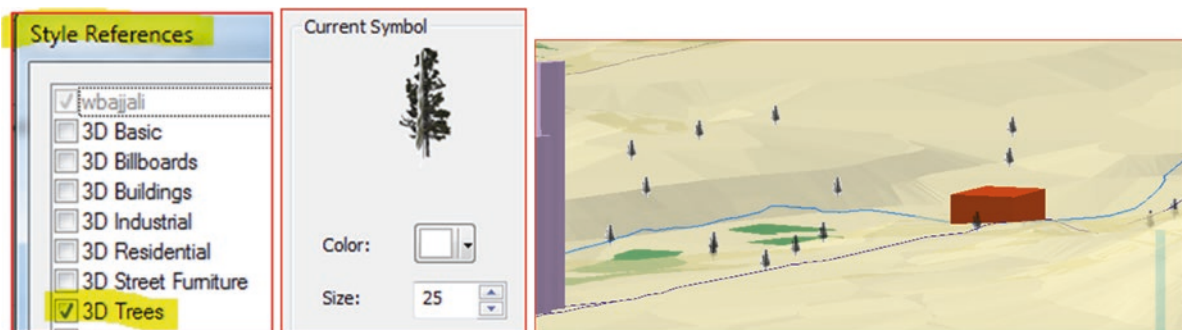 Style References
wbajjali
3D Basic
3D Billboards
3D Buildings
3D Industrial
3D Residential
3D Street Furniture
3D Trees
Current Symbol
Color:
Size: 25